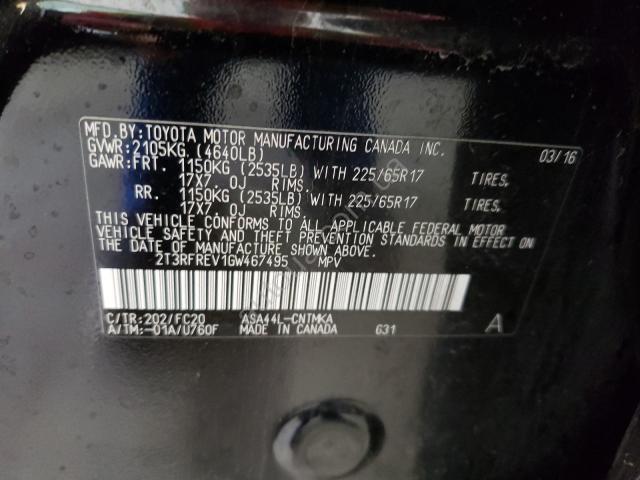 MFD.BY:TOYOTA MOTOR MANUFACTURING CANADA INC.
GVWR:2105KG (4640LB) 03/16
GAWR:FRT. 1150KG (2535LB) WITH 225/65R17 TIRES,
17X7. 0J RIMS.
RR. 1150KG (2535LB) WITH 225/65R17 TIRES,
17X7. 0J RIMS.
THIS VEHICLE CONFORMS TO ALL APPLICABLE FEDERAL MOTOR
VEHICLE SAFETY AND THEFT PREVENTION STANDARDS IN EFFECT ON
THE DATE OF MANUFACTURE SHOWN ABOVE.
2T3RFREV1GW467495 MPV
C/TR:202/FC20 ASA44L-CNTMKA
A/TM:-01A/U760F MADE IN CANADA 631 A